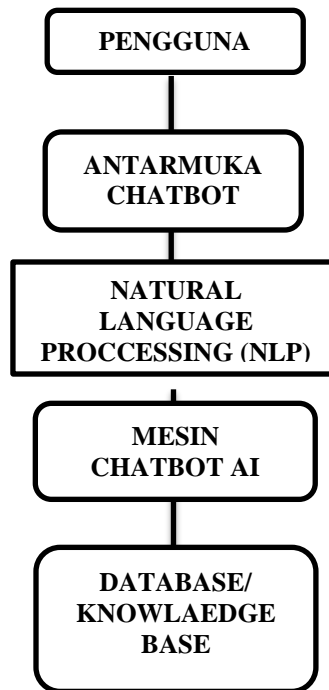 PENGGUNA
ANTARMUKA
CHATBOT
NATURAL
LANGUAGE
PROCCESSING (NLP)
MESIN
CHATBOT AI
DATABASE/
KNOWLAEDGE
BASE